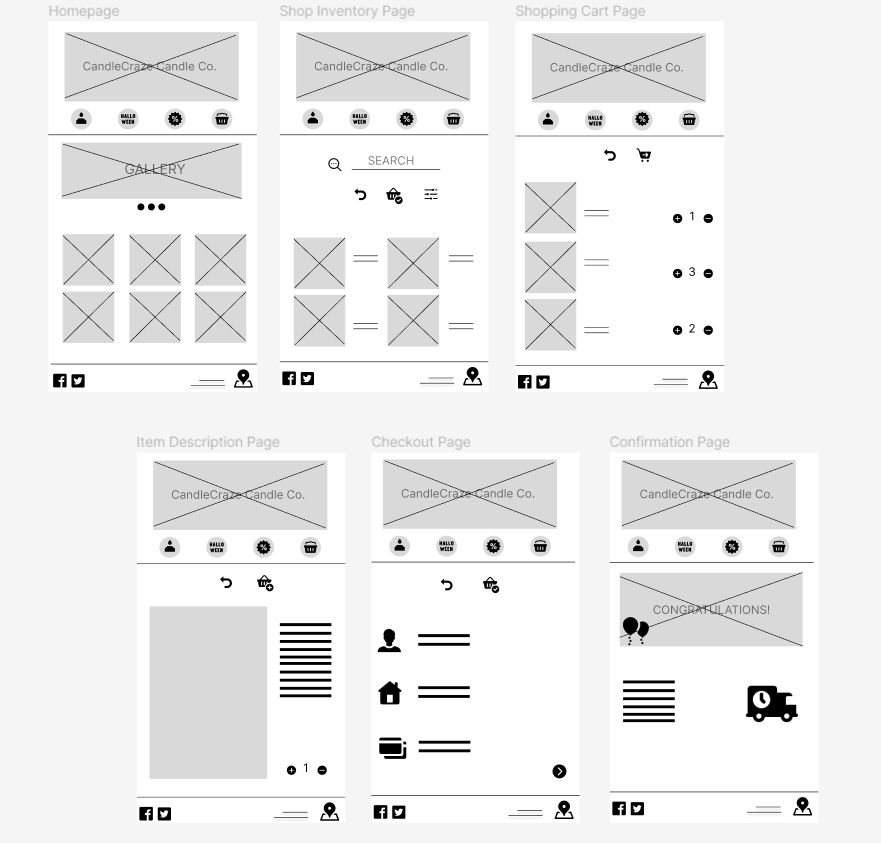 Homepage
Shop Inventory Page
Shopping Cart Page
CandleCraze Candle Co.
CandleCraze Candle Co.
CandleCraze Candle Co.
HALLO
WEEN
%
HALLO
WEEN
%
HALLO
WEEN
%
GALLERY
SEARCH
1
3
2
Item Description Page
Checkout Page
Confirmation Page
CandleCraze Candle Co.
CandleCraze Candle Co.
CandleCraze Candle Co.
HALLO
WEEN
%
HALLO
WEEN
%
HALLO
WEEN
%
CONGRATULATIONS!
1